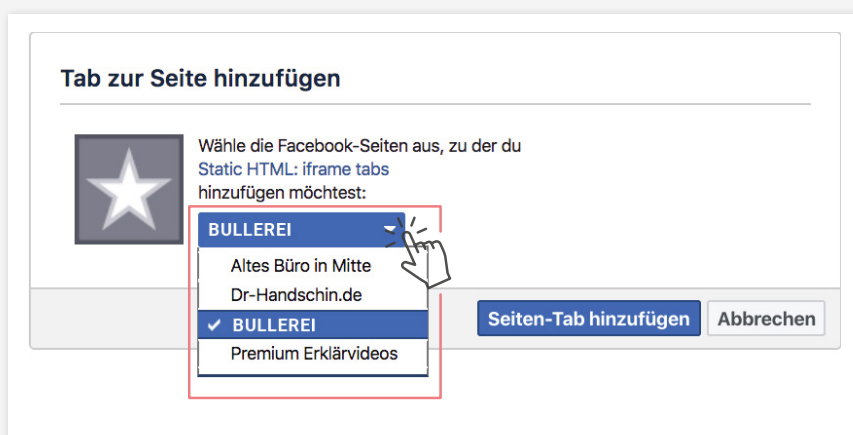 Tab zur Seite hinzufügen
Wähle die Facebook-Seiten aus, zu der du
Static HTML: iframe tabs
hinzufügen möchtest:
BULLEREI
Altes Büro in Mitte
Dr-Handschin.de
BULLEREI
Premium Erklärvideos
Seiten-Tab hinzufügen
Abbrechen